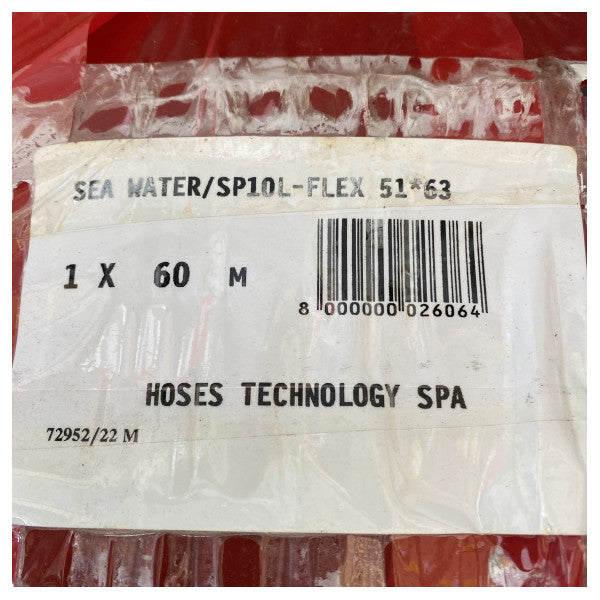 SEA WATER/SP10L-FLEX 51*63
1 X 60 M
8 000000 026064
HOSES TECHNOLOGY SPA
72952/22 M